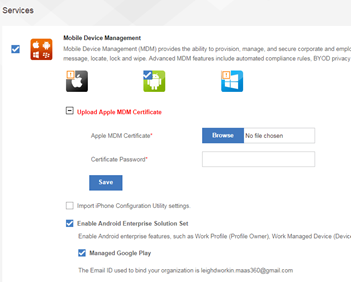 Services
Mobile Device Management
Mobile Device Management (MDM) provides the ability to provision, manage, and secure corporate and empl
message, locate, lock and wipe. Advanced MDM features include automated compliance rules, BYOD privacy
Upload Apple MDM Certificate*
Apple MDM Certificate*
Browse No file chosen
Certificate Password*
Save
Import iPhone Configuration Utility settings
Enable Android Enterprise Solution Set
Enable Android enterprise features, such as Work Profile (Profile Owner), Work Managed Device (Devic
Managed Google Play
The Email ID used to bind your organization is leighdworkin.maas360@gmail.com